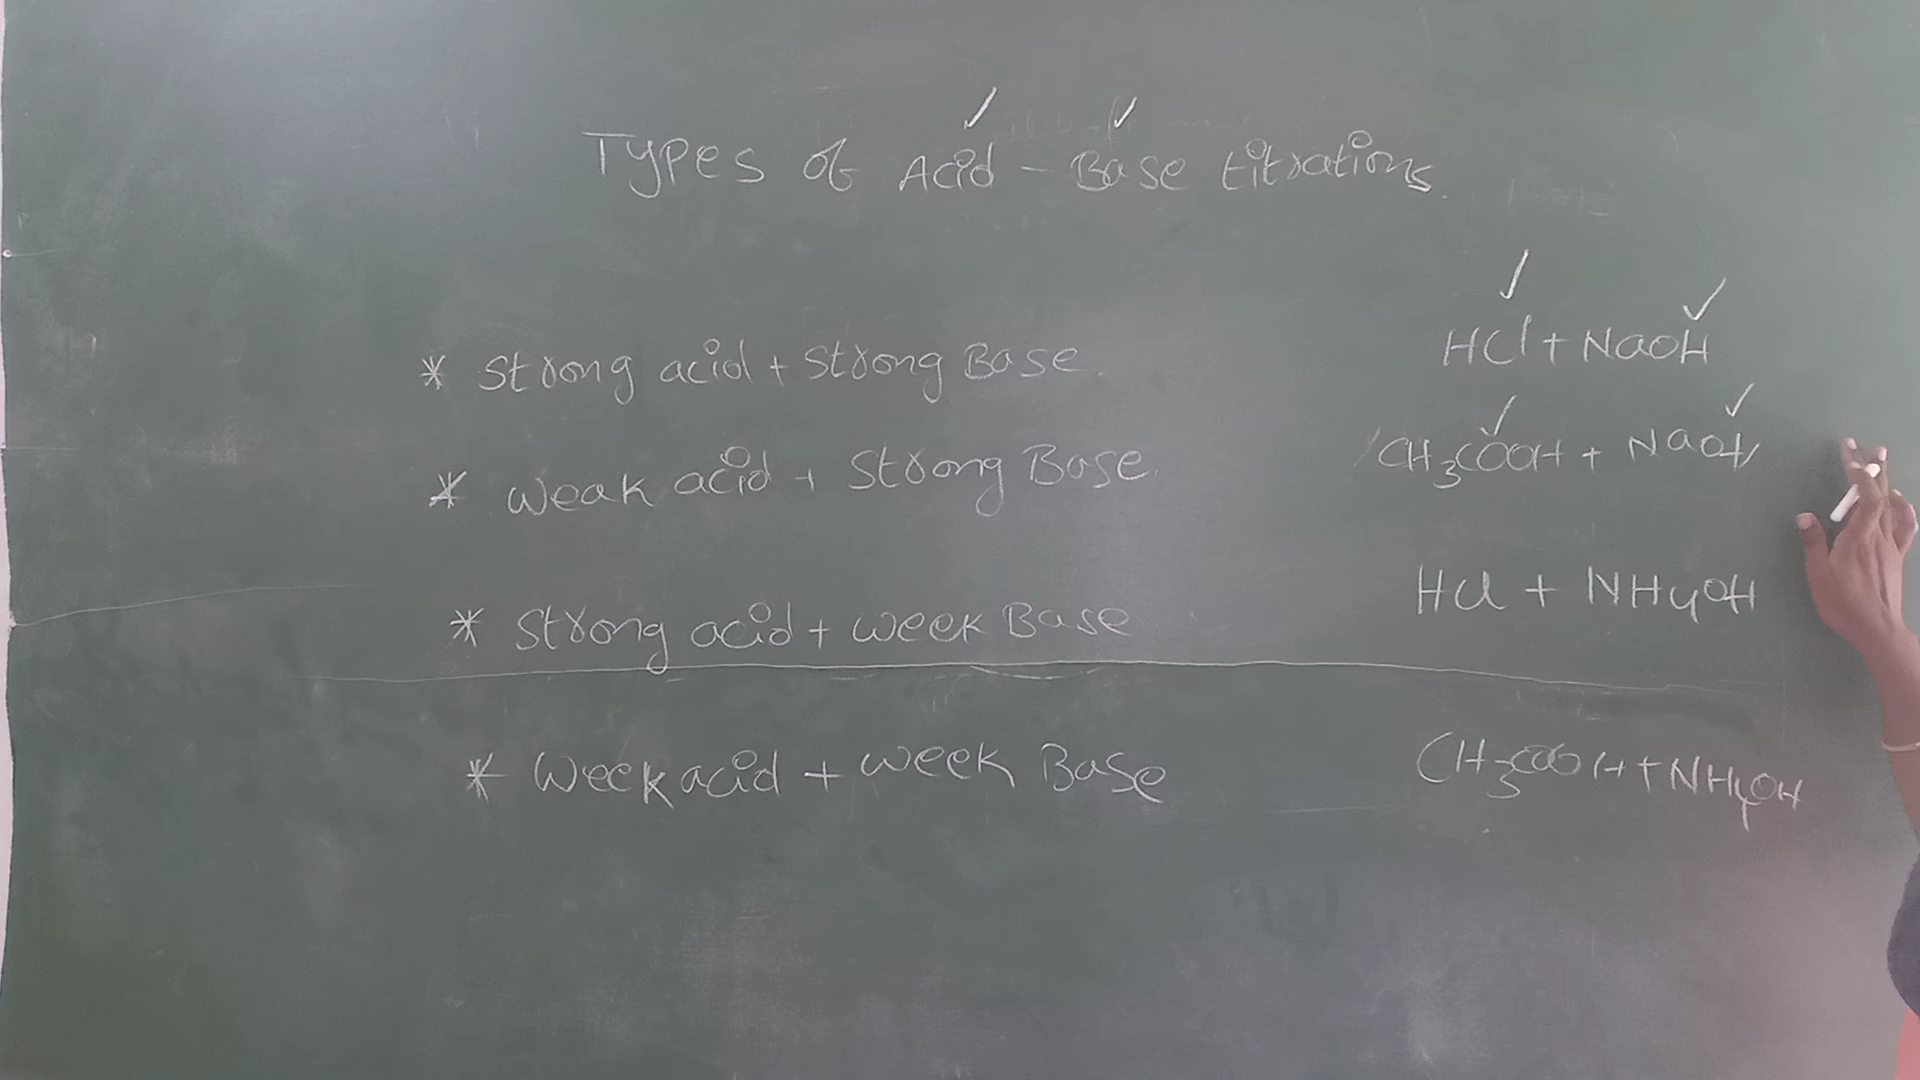 Types of Acid - Base titrations.
* Strong acid + Strong Base. HCl + NaOH
* Weak acid + Strong Base. CH3COOH + NaOH
* Strong acid + week Base HCl + NH4OH
* Week acid + week Base CH3COOH + NH4OH